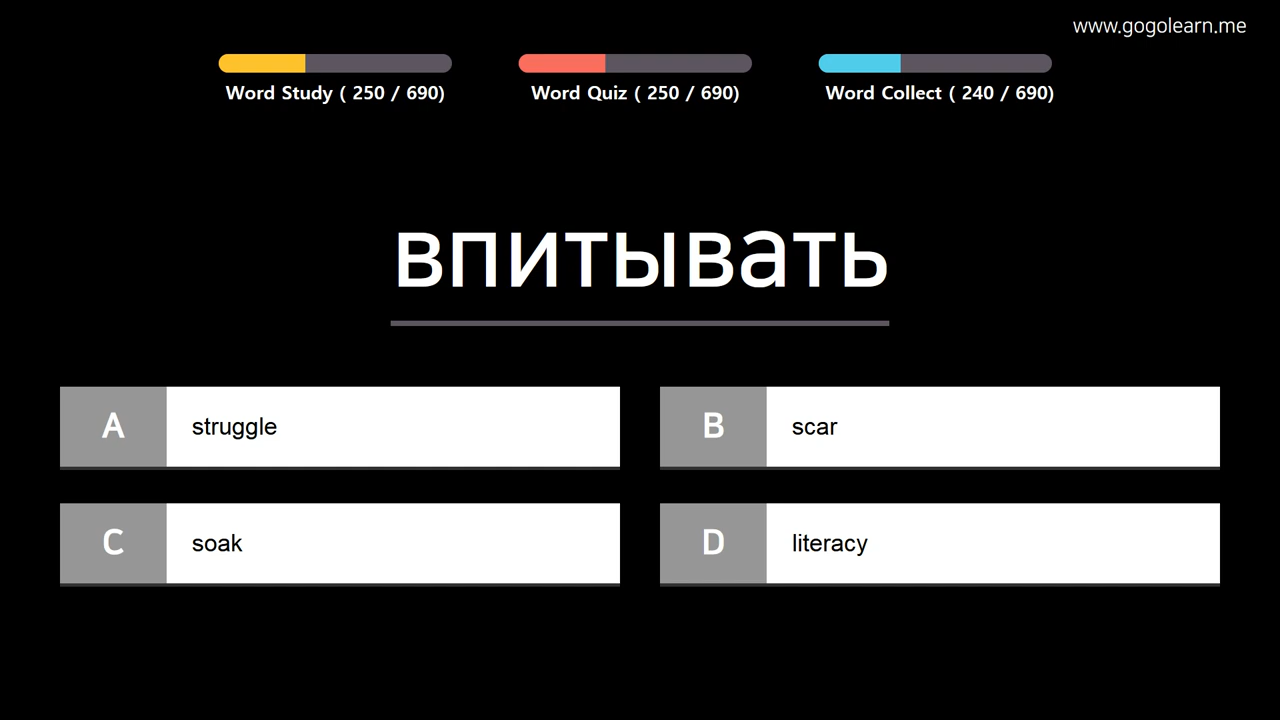 www.gogolearn.me
Word Study ( 250 / 690)
Word Quiz ( 250 / 690)
Word Collect ( 240 / 690)
впитывать
A struggle
B scar
C soak
D literacy